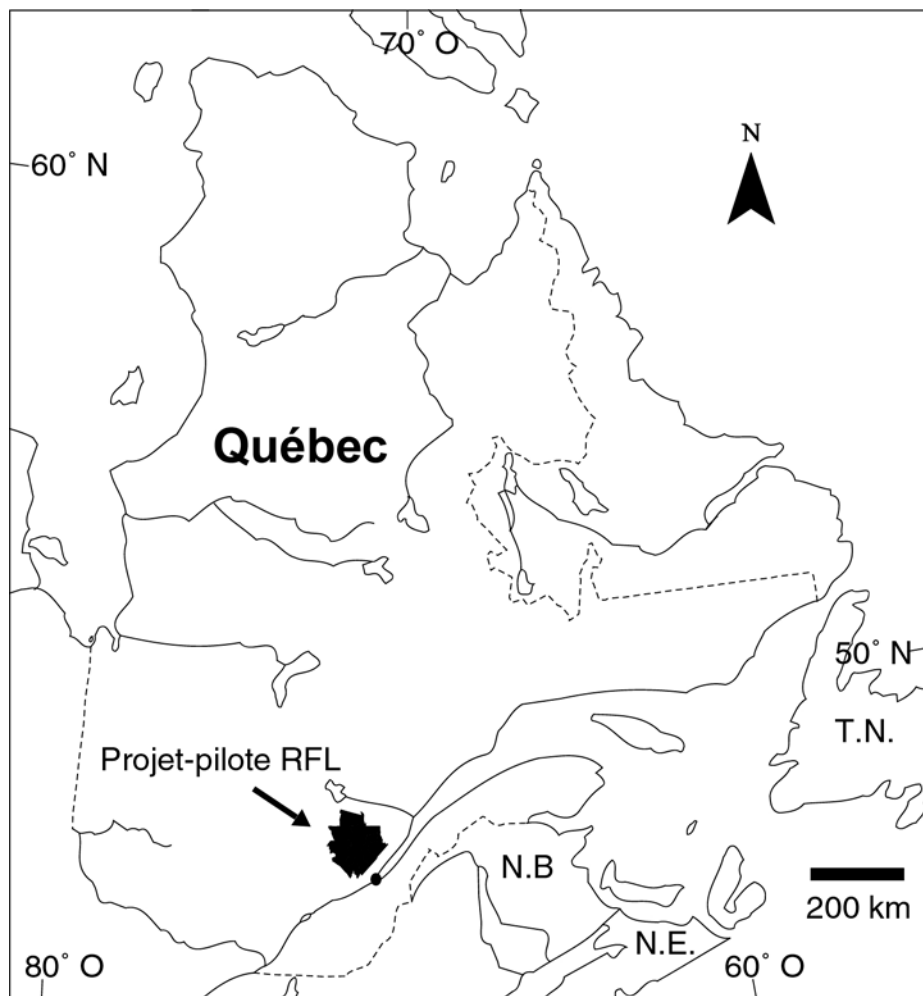 70° O
N
60° N
Québec
50° N
T.N.
Projet-pilote RFL
N.B
200 km
N.E.
80° O
60° O